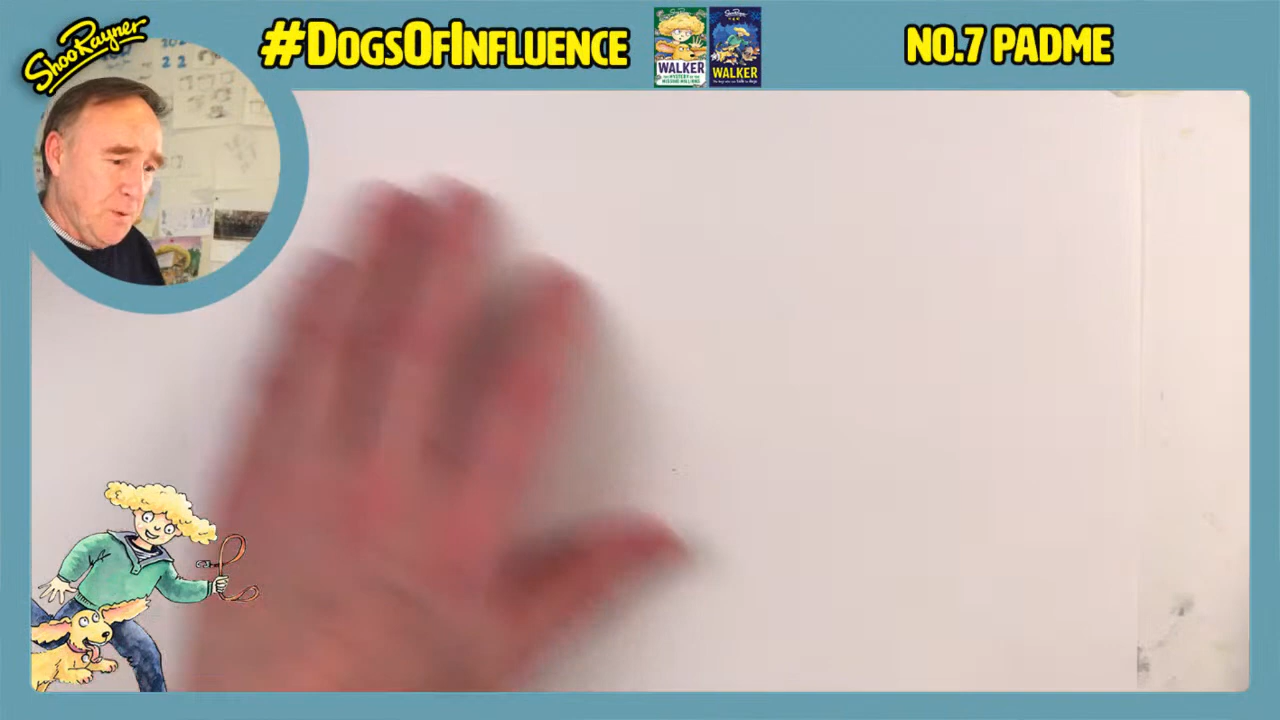 ShooRayner
#DOGSOFINFLUENCE
WALKER
WALKER
NO.7 PADME